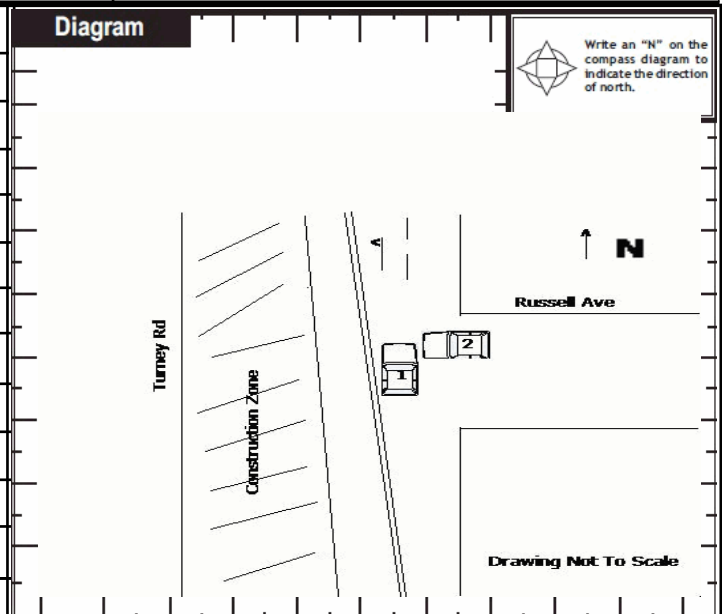 Diagram
Write an “N” on the
compass diagram to
indicate the direction
of north.
N
Russell Ave
Turney Rd
2
1
Construction Zone
Drawing Not To Scale